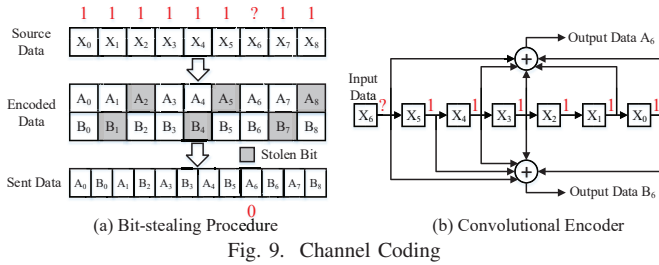 1 1 1 1 1 1 ? 1 1
Source Data X0 X1 X2 X3 X4 X5 X6 X7 X8
Encoded Data A0 A1 A2 A3 A4 A5 A6 A7 A8
B0 B1 B2 B3 B4 B5 B6 B7 B8
Stolen Bit
Sent Data A0 B0 A1 B2 A3 B3 A4 B5 A6 B6 A7 B8
0
(a) Bit-stealing Procedure
Output Data A6
+
Input Data
? 1 1 1 1 1 1
X6 X5 X4 X3 X2 X1 X0
+
Output Data B6
(b) Convolutional Encoder
Fig. 9. Channel Coding